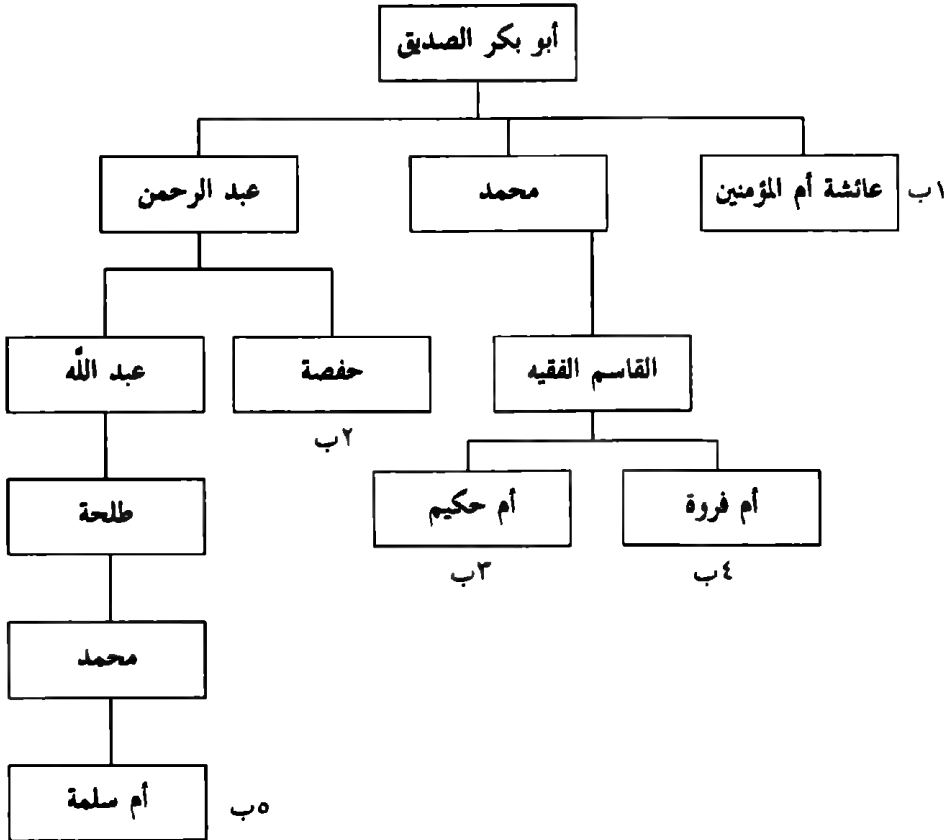 أبو بكر الصديق
عائشة أم المؤمنين
١ب
محمد
عبد الرحمن
القاسم الفقيه
حفصة
٢ب
عبد اللَّه
أم فروة
٤ب
أم حكيم
٣ب
طلحة
محمد
أم سلمة
٥ب